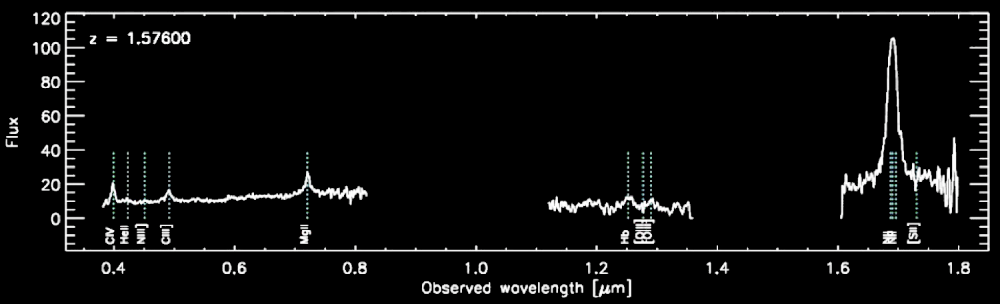 120
z = 1.57600
100
80
60
40
20
0
Flux
CIV
HeII
NIII]
CIII]
MgII
Hb
[OIII]
[OIII]
[SII]
0.4 0.6 0.8 1.0 1.2 1.4 1.6 1.8
Observed wavelength [μm]